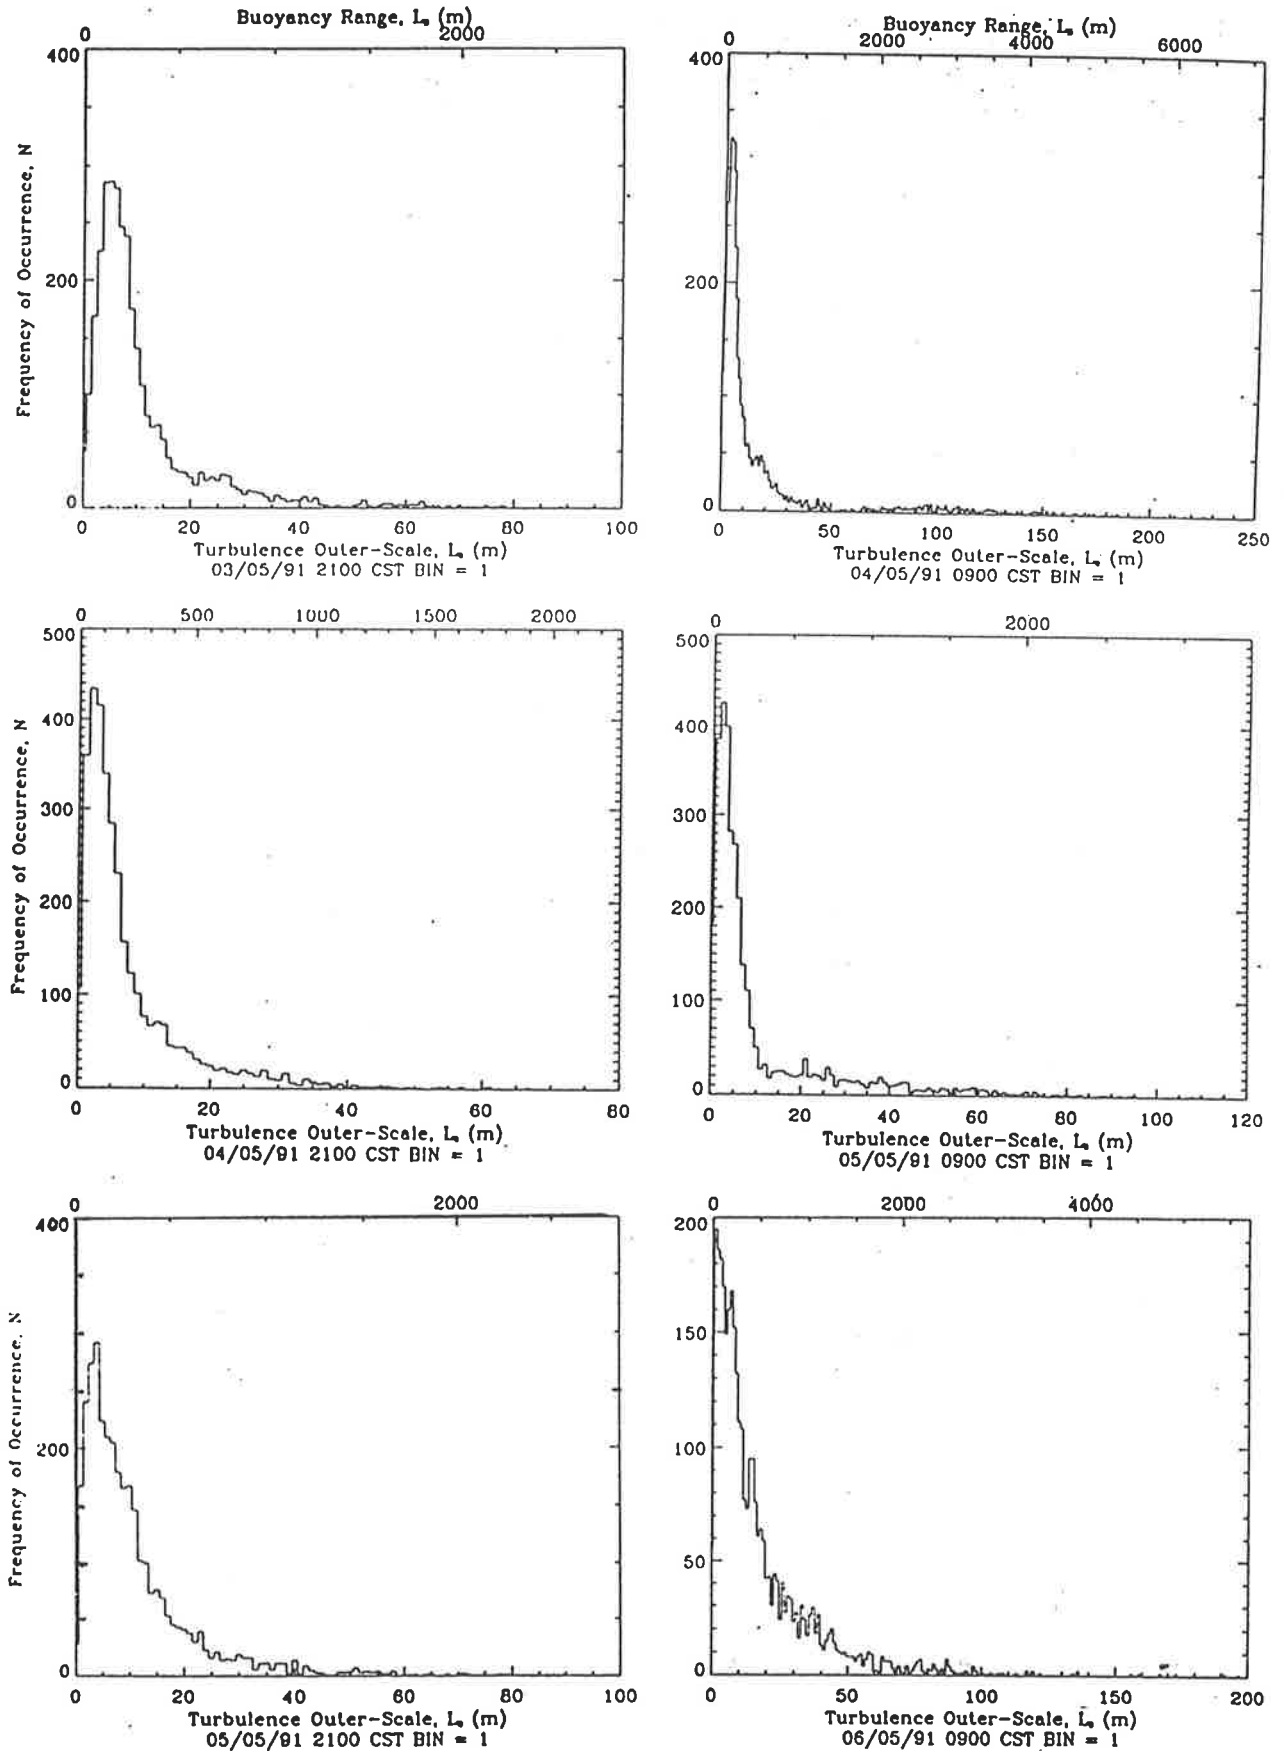 Buoyancy Range, Lₒ (m)
0 2000
400
200
0
Frequency of Occurrence, N
0 20 40 60 80 100
Turbulence Outer-Scale, Lₒ (m)
03/05/91 2100 CST BIN = 1
Buoyancy Range, Lₒ (m)
0 2000 4000 6000
400
200
0
0 50 100 150 200 250
Turbulence Outer-Scale, Lₒ (m)
04/05/91 0900 CST BIN = 1
0 500 1000 1500 2000
500
400
300
200
100
0
Frequency of Occurrence, N
0 20 40 60 80
Turbulence Outer-Scale, Lₒ (m)
04/05/91 2100 CST BIN = 1
0 2000
500
400
300
200
100
0
0 20 40 60 80 100 120
Turbulence Outer-Scale, Lₒ (m)
05/05/91 0900 CST BIN = 1
0 2000
400
200
0
Frequency of Occurrence, N
0 20 40 60 80 100
Turbulence Outer-Scale, Lₒ (m)
05/05/91 2100 CST BIN = 1
0 2000 4000
200
150
100
50
0
0 50 100 150 200
Turbulence Outer-Scale, Lₒ (m)
06/05/91 0900 CST BIN = 1